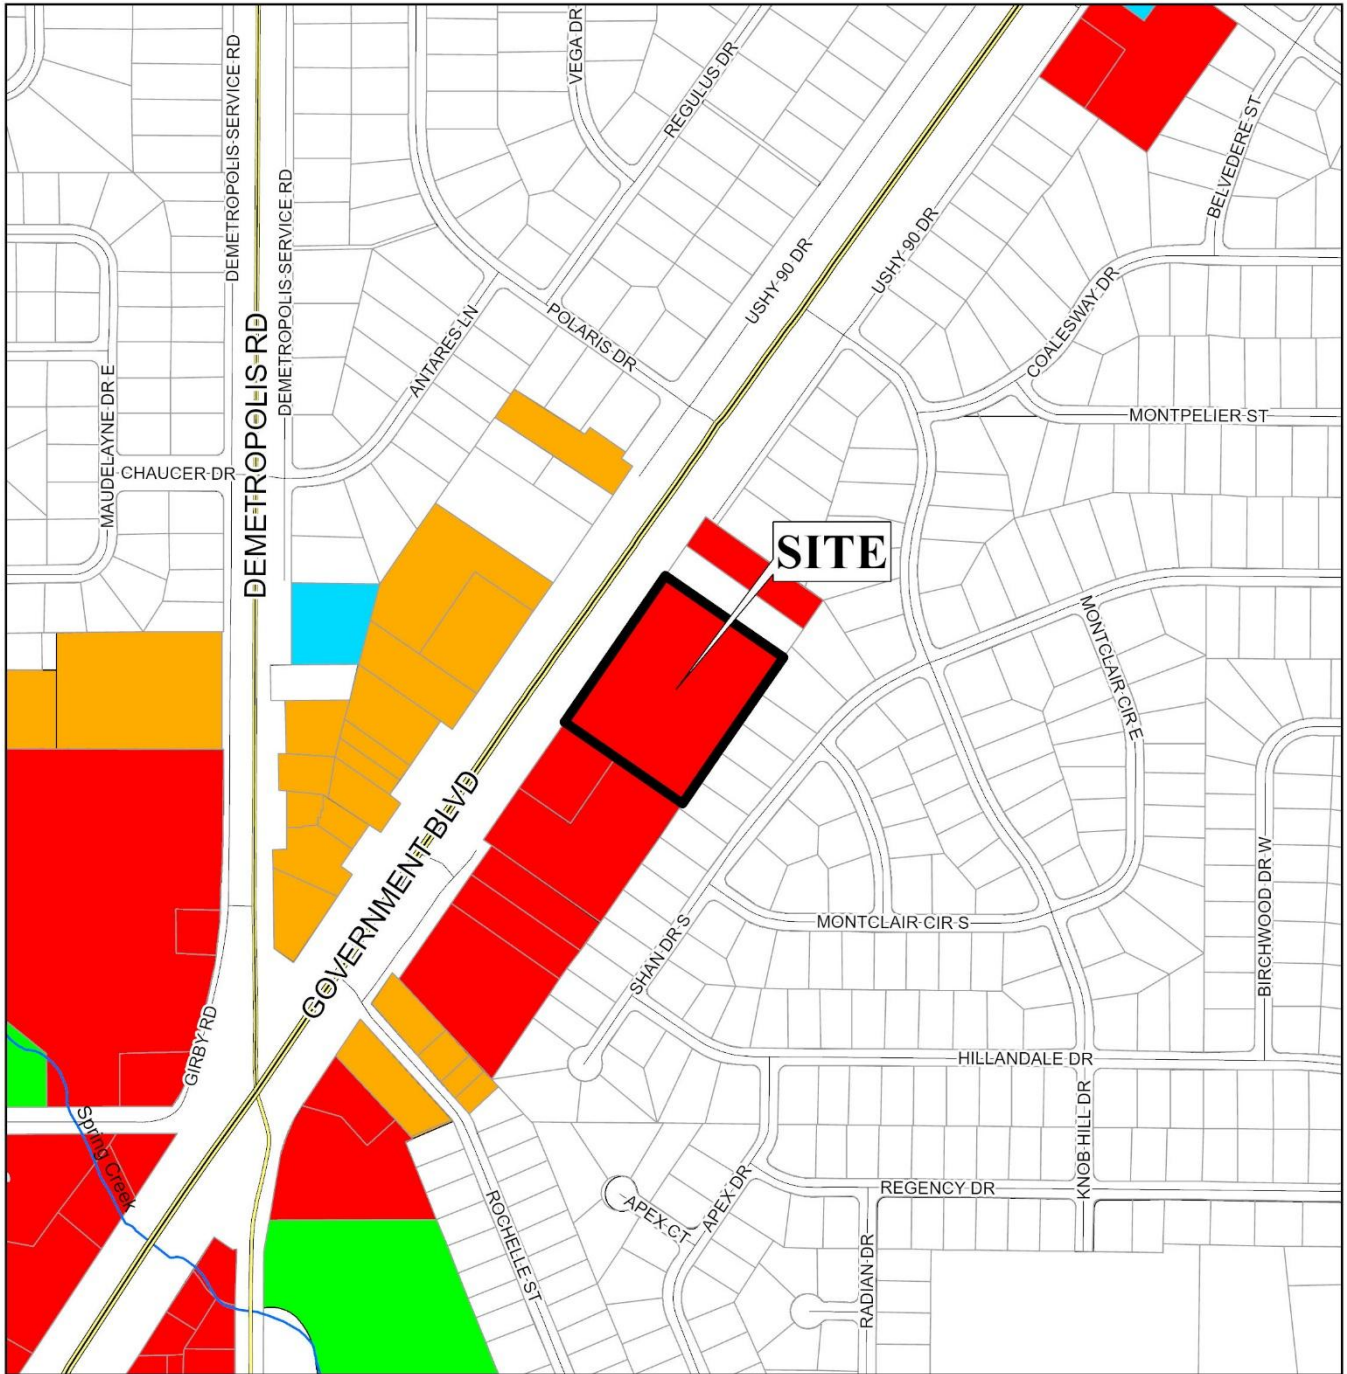 VEGA DR
REGULUS DR
DEMETROPOLIS SERVICE RD
DEMETROPOLIS SERVICE RD
BELVEDERE ST
USHY 90 DR
USHY 90 DR
COALESWAY DR
POLARIS DR
ANTARES LN
DEMETROPOLIS RD
MAUDELAYNE DR E
MONTPELIER ST
CHAUCER DR
SITE
MONTCLAIR CIR E
GOVERNMENT BLVD
BIRCHWOOD DR W
MONTCLAIR CIR S
SHAN DR S
GIRBY RD
HILLANDALE DR
KNOB HILL DR
Spring Creek
REGENCY DR
APEX DR
APEX CT
ROCHELLE ST
RADIAN DR